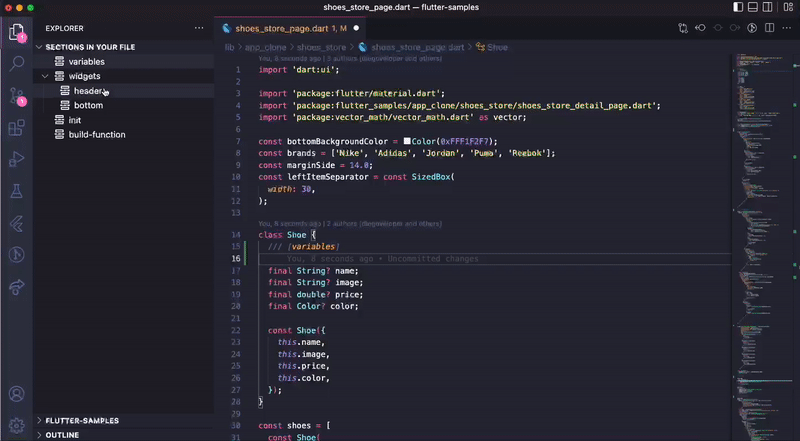 shoes_store_page.dart — flutter-samples
EXPLORER
SECTIONS IN YOUR FILE
variables
widgets
header
bottom
init
build-function
FLUTTER-SAMPLES
OUTLINE
shoes_store_page.dart 1, M
lib > app_clone > shoes_store > shoes_store_page.dart > Shoe
You, 8 seconds ago | 3 authors (diegoveloper and others)
1 import 'dart:ui';
2
3 import 'package:flutter/material.dart';
4 import 'package:flutter_samples/app_clone/shoes_store/shoes_store_detail_page.dart';
5 import 'package:vector_math/vector_math.dart' as vector;
6
7 const bottomBackgroundColor = Color(0xFFF1F2F7);
8 const brands = ['Nike', 'Adidas', 'Jordan', 'Puma', 'Reebok'];
9 const marginSide = 14.0;
10 const leftItemSeparator = const SizedBox(
11 width: 30,
12 );
13
You, 8 seconds ago | 2 authors (diegoveloper and others)
14 class Shoe {
15 /// [variables]
16 You, 8 seconds ago • Uncommitted changes
17 final String? name;
18 final String? image;
19 final double? price;
20 final Color? color;
21
22 const Shoe({
23 this.name,
24 this.image,
25 this.price,
26 this.color,
27 });
28 }
29
30 const shoes = [
31 const Shoe(